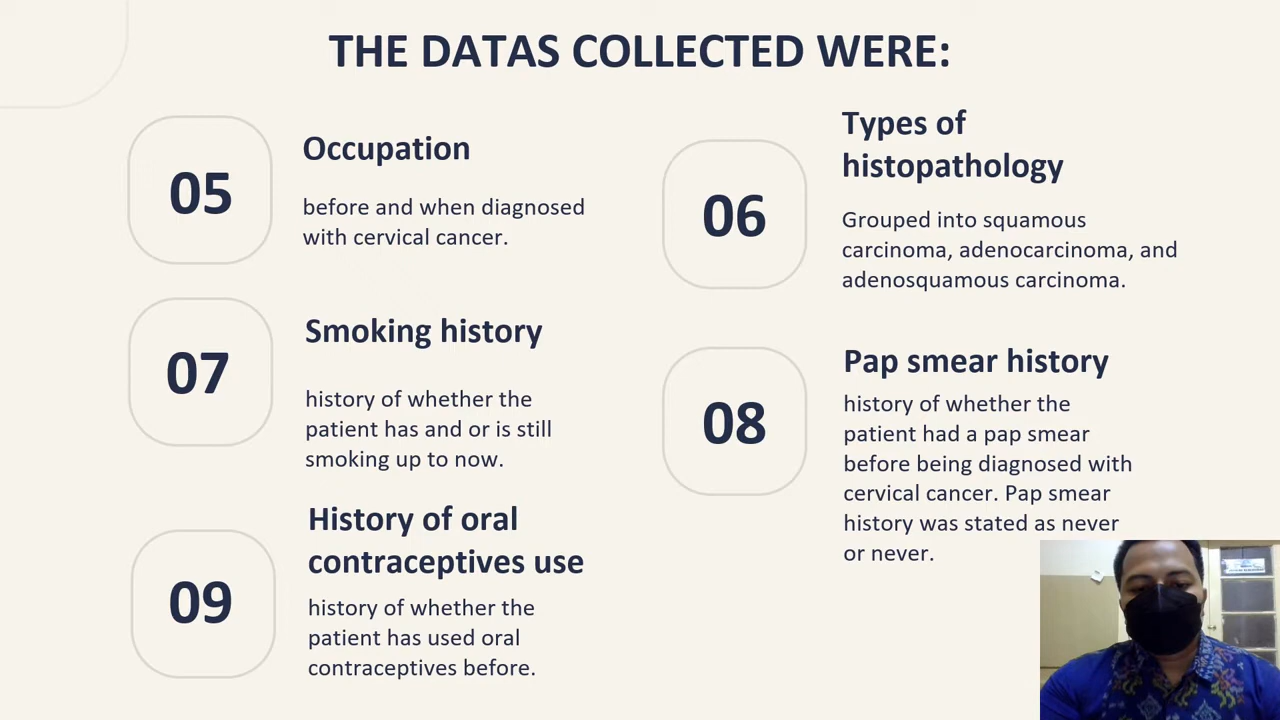 THE DATAS COLLECTED WERE:
05
Occupation
before and when diagnosed
with cervical cancer.
06
Types of
histopathology
Grouped into squamous
carcinoma, adenocarcinoma, and
adenosquamous carcinoma.
07
Smoking history
history of whether the
patient has and or is still
smoking up to now.
08
Pap smear history
history of whether the
patient had a pap smear
before being diagnosed with
cervical cancer. Pap smear
history was stated as never
or never.
09
History of oral
contraceptives use
history of whether the
patient has used oral
contraceptives before.